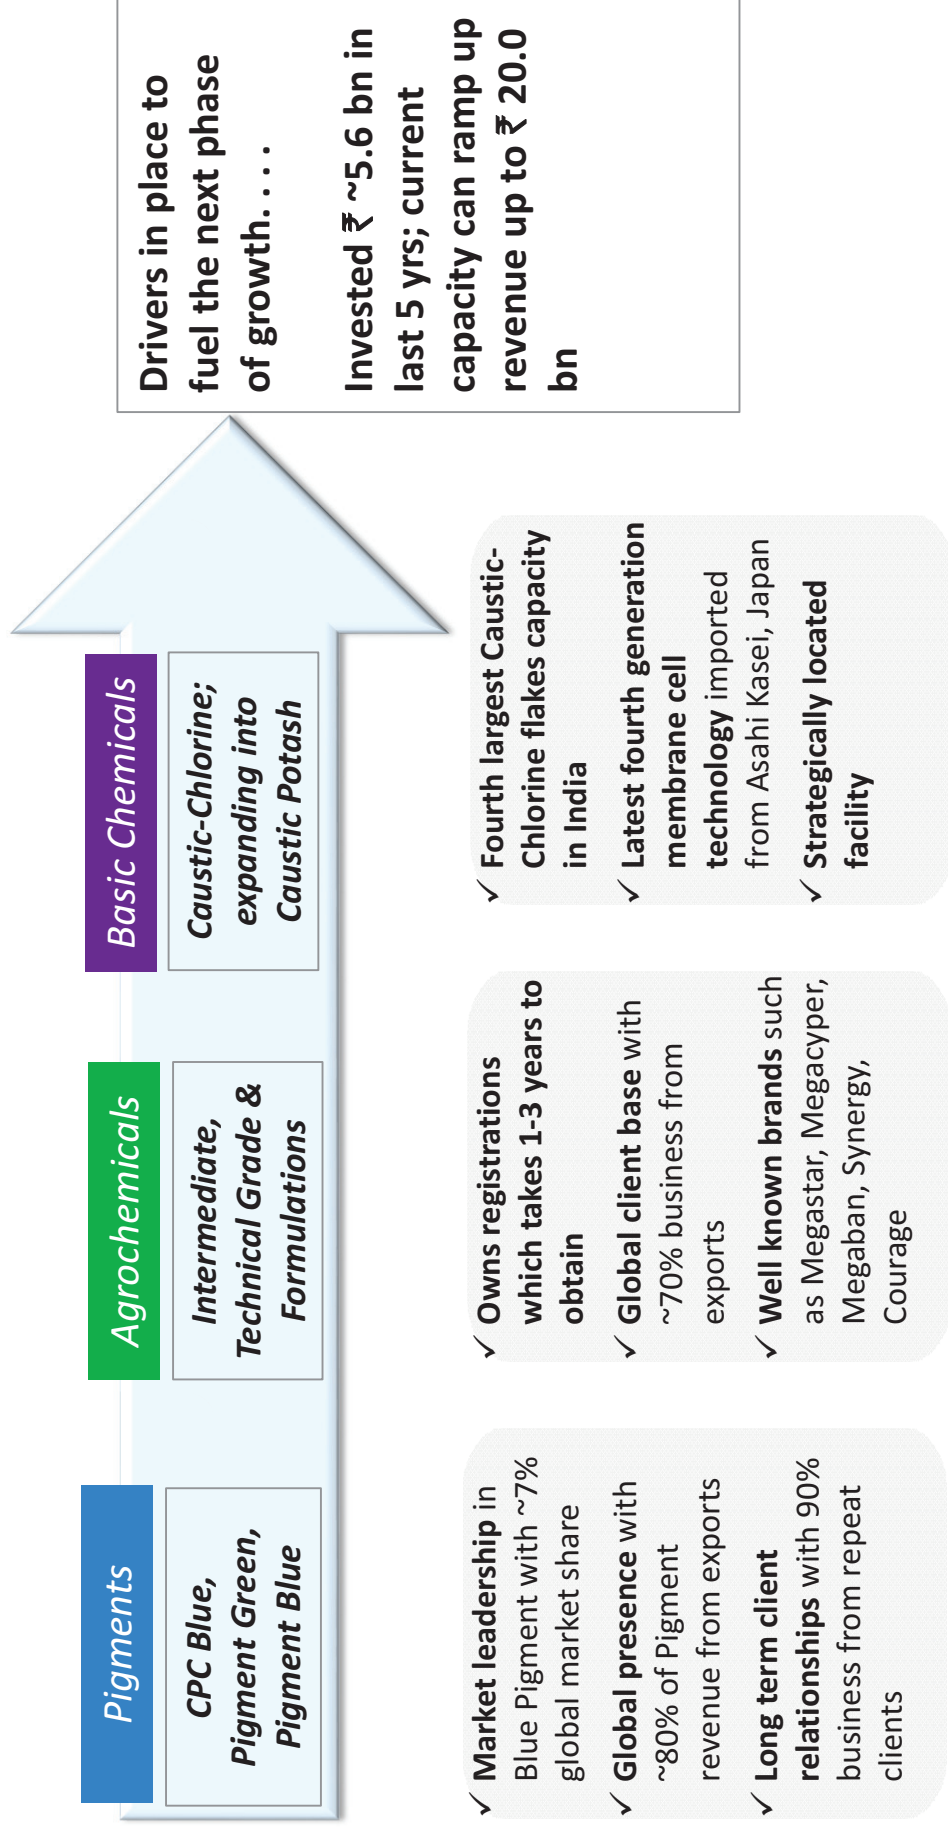 Pigments
CPC Blue,
Pigment Green,
Pigment Blue
Agrochemicals
Intermediate,
Technical Grade &
Formulations
Basic Chemicals
Caustic-Chlorine;
expanding into
Caustic Potash
Drivers in place to
fuel the next phase
of growth. . . .
Invested ₹ ~5.6 bn in
last 5 yrs; current
capacity can ramp up
revenue up to ₹ 20.0
bn
✓ Market leadership in
Blue Pigment with ~7%
global market share
✓ Global presence with
~80% of Pigment
revenue from exports
✓ Long term client
relationships with 90%
business from repeat
clients
✓ Owns registrations
which takes 1-3 years to
obtain
✓ Global client base with
~70% business from
exports
✓ Well known brands such
as Megastar, Megacyper,
Megaban, Synergy,
Courage
✓ Fourth largest Caustic-
Chlorine flakes capacity
in India
✓ Latest fourth generation
membrane cell
technology imported
from Asahi Kasei, Japan
✓ Strategically located
facility